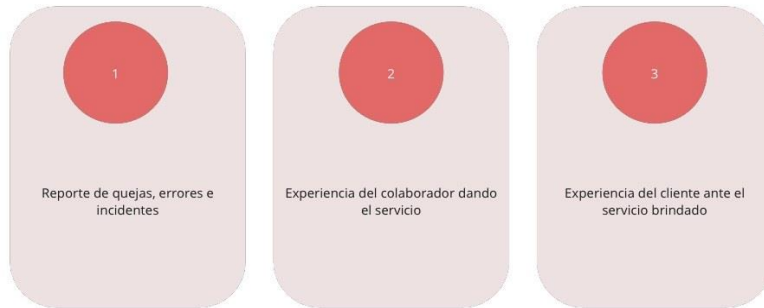 1
Reporte de quejas, errores e
incidentes
2
Experiencia del colaborador dando
el servicio
3
Experiencia del cliente ante el
servicio brindado